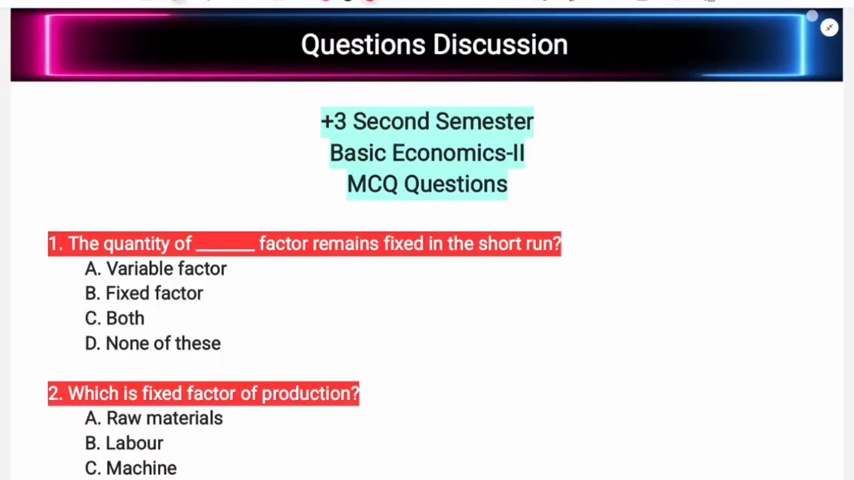 Questions Discussion
+3 Second Semester
Basic Economics-II
MCQ Questions
1. The quantity of _______ factor remains fixed in the short run?
A. Variable factor
B. Fixed factor
C. Both
D. None of these
2. Which is fixed factor of production?
A. Raw materials
B. Labour
C. Machine